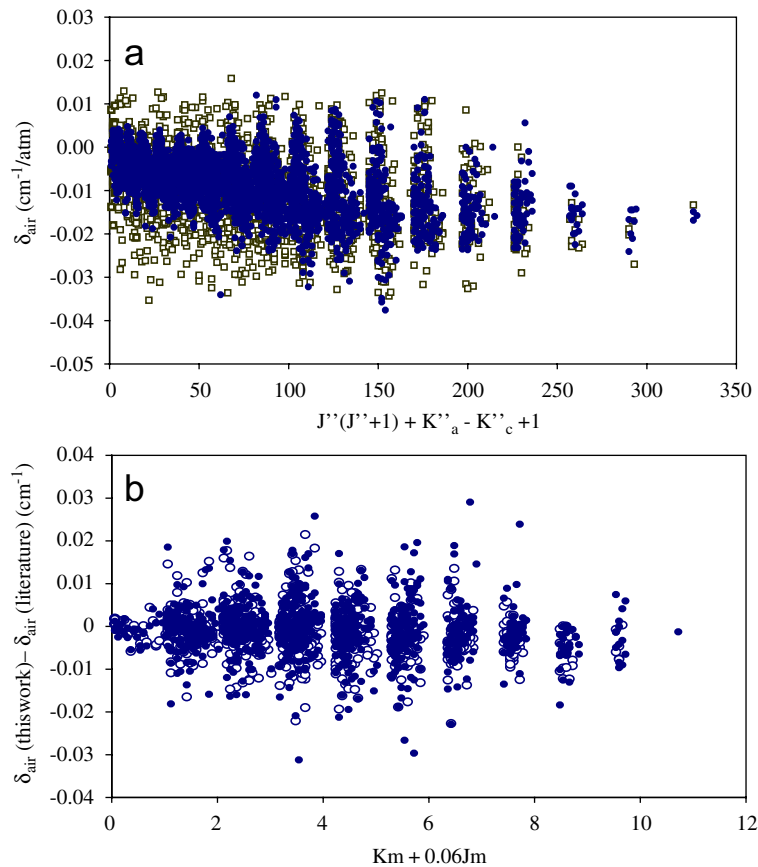 a
0.03
0.02
0.01
0.00
-0.01
-0.02
-0.03
-0.04
-0.05
δair (cm-1/atm)
0 50 100 150 200 250 300 350
J’’(J’’+1) + K’’a - K’’c +1
b
0.04
0.03
0.02
0.01
0
-0.01
-0.02
-0.03
-0.04
δair (thiswork)– δair (literature) (cm-1)
0 2 4 6 8 10 12
Km + 0.06Jm